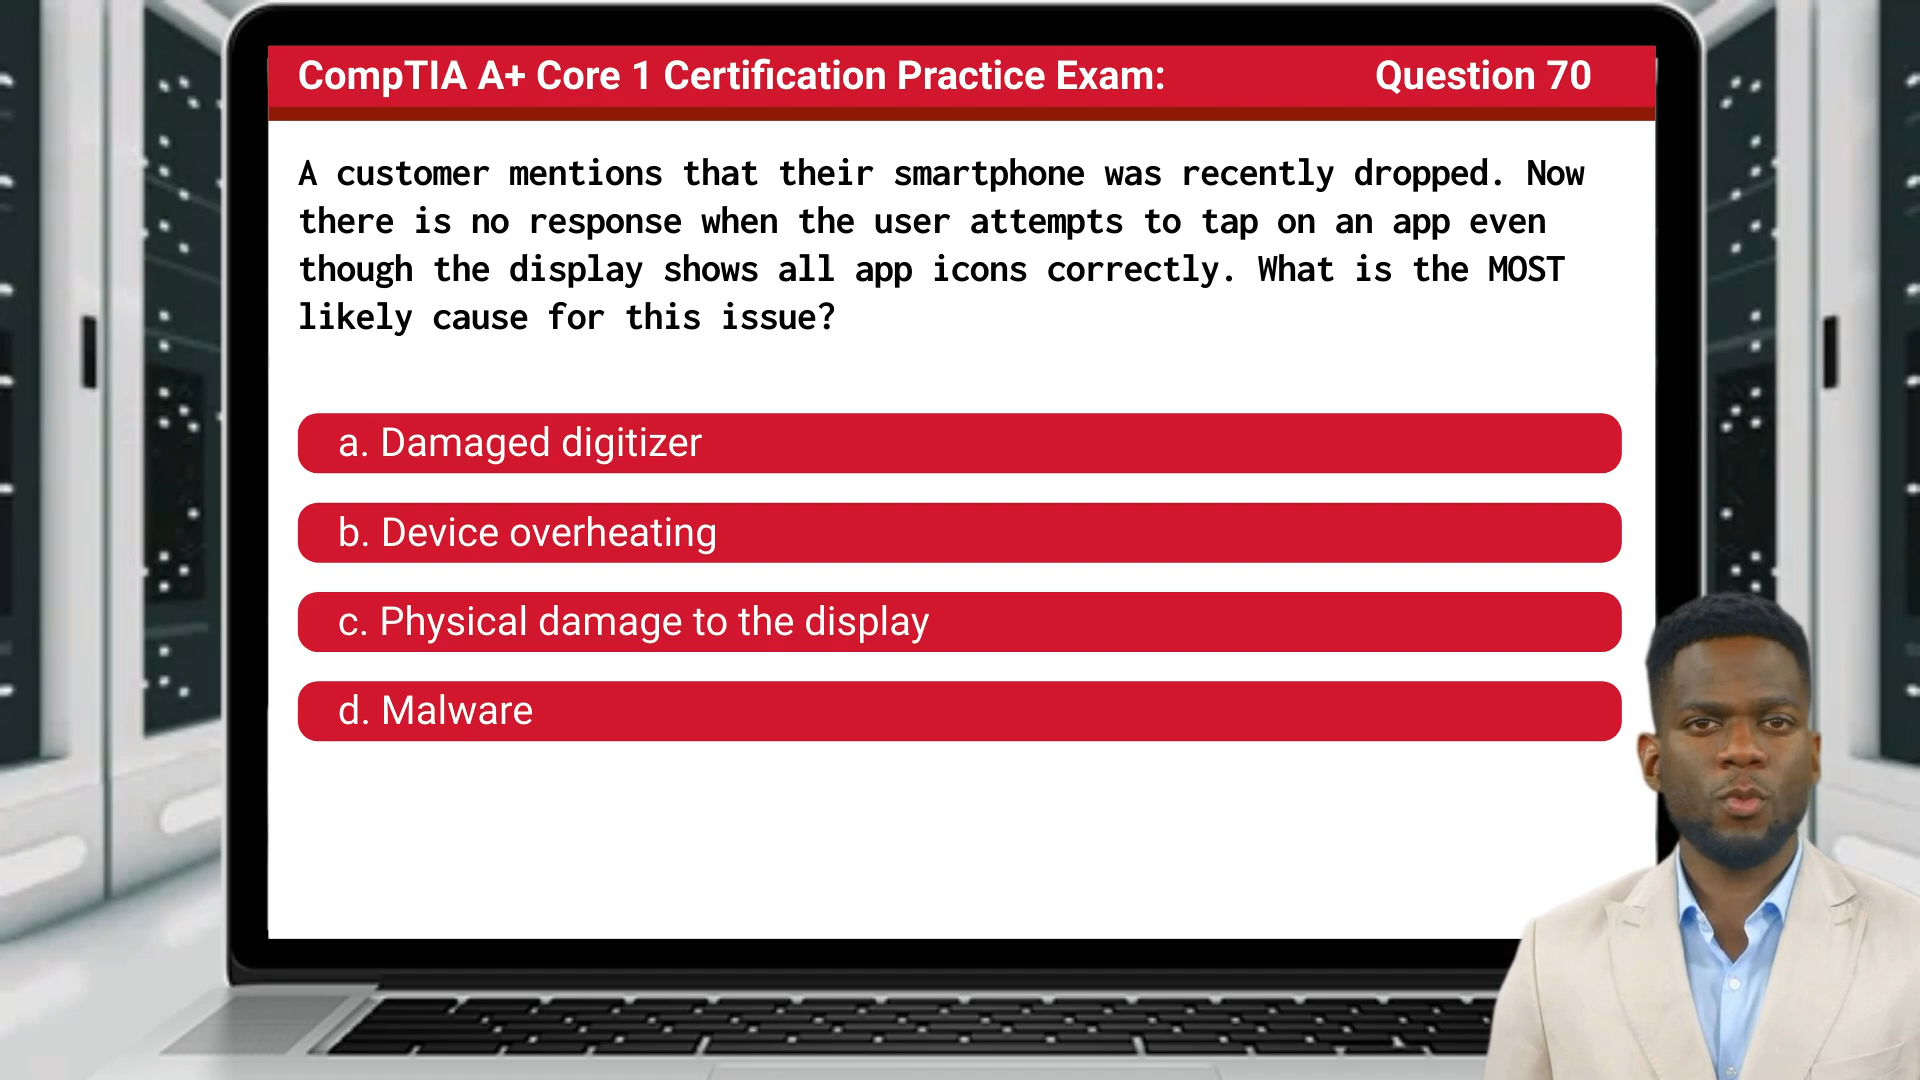 CompTIA A+ Core 1 Certification Practice Exam: Question 70
A customer mentions that their smartphone was recently dropped. Now
there is no response when the user attempts to tap on an app even
though the display shows all app icons correctly. What is the MOST
likely cause for this issue?
a. Damaged digitizer
b. Device overheating
c. Physical damage to the display
d. Malware